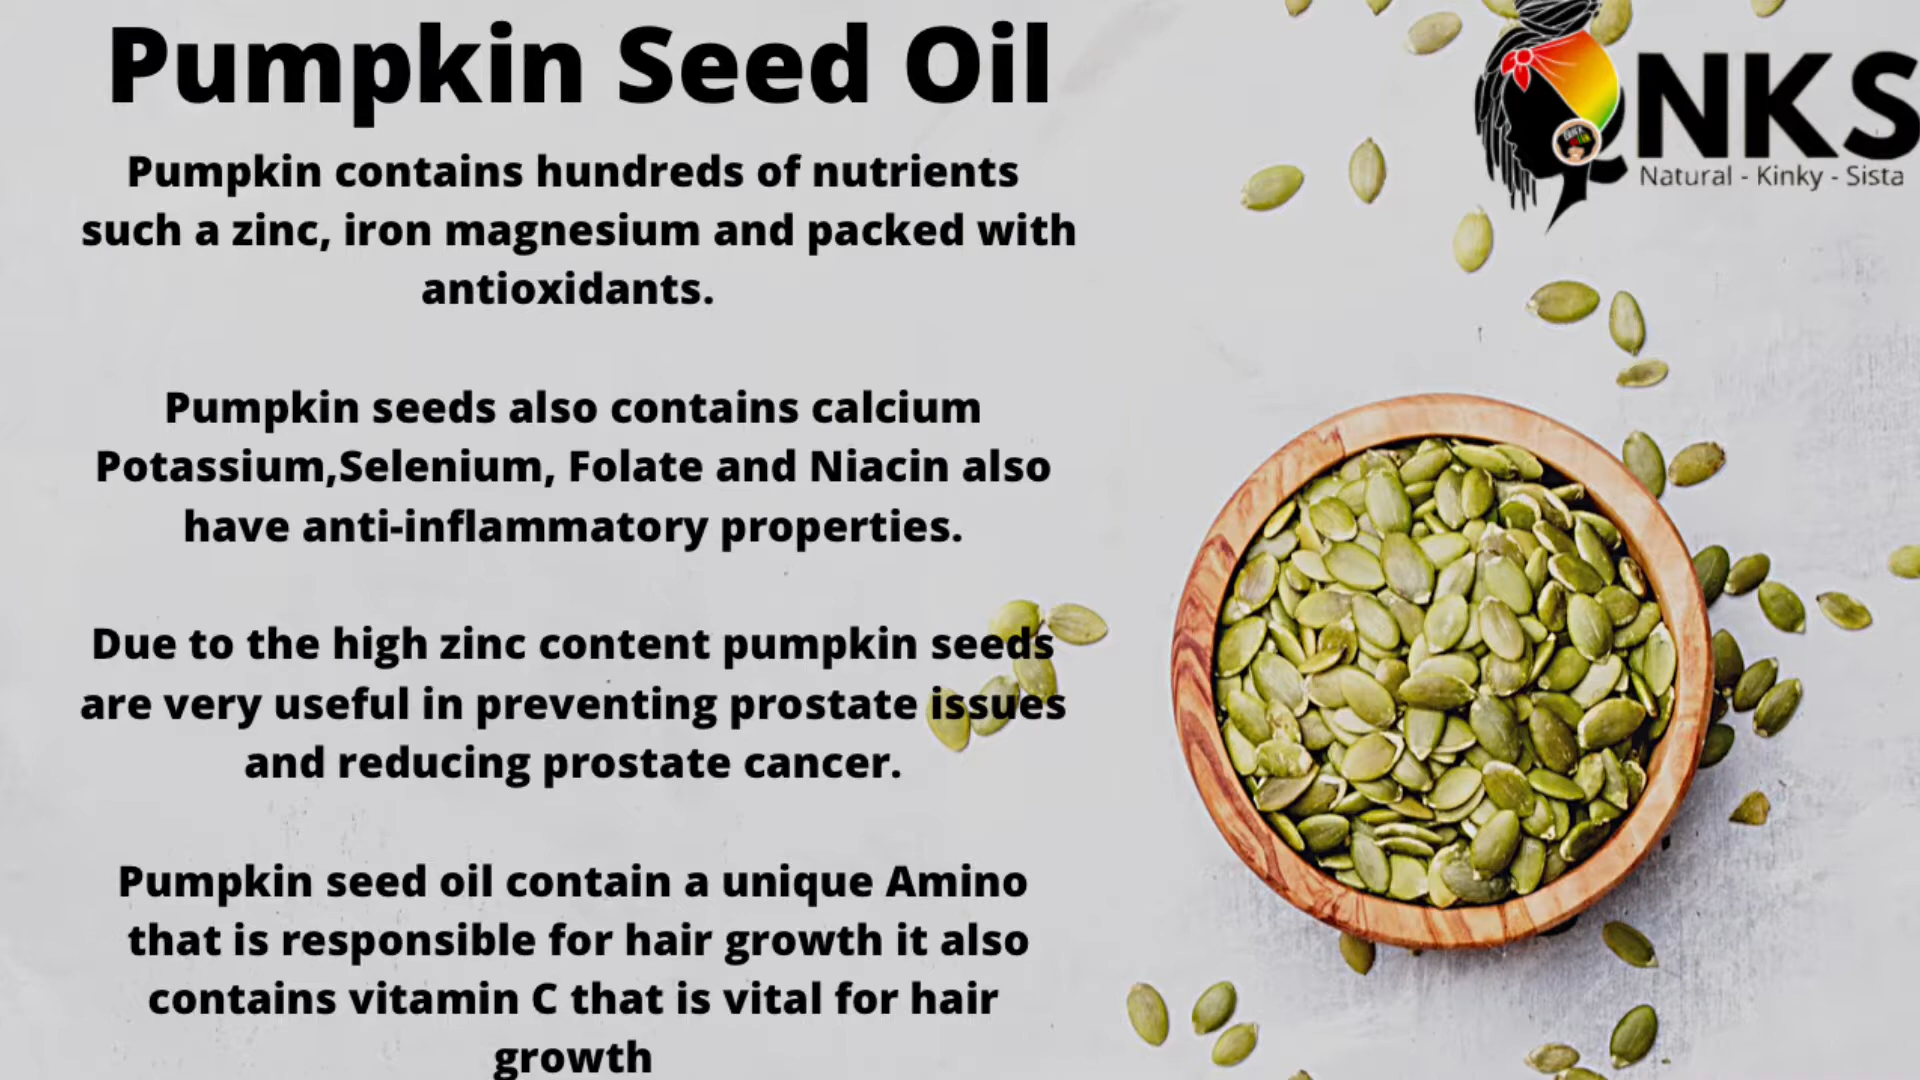 Pumpkin Seed Oil
NKS
Natural - Kinky - Sista
Pumpkin contains hundreds of nutrients
such a zinc, iron magnesium and packed with
antioxidants.
Pumpkin seeds also contains calcium
Potassium,Selenium, Folate and Niacin also
have anti-inflammatory properties.
Due to the high zinc content pumpkin seeds
are very useful in preventing prostate issues
and reducing prostate cancer.
Pumpkin seed oil contain a unique Amino
that is responsible for hair growth it also
contains vitamin C that is vital for hair
growth